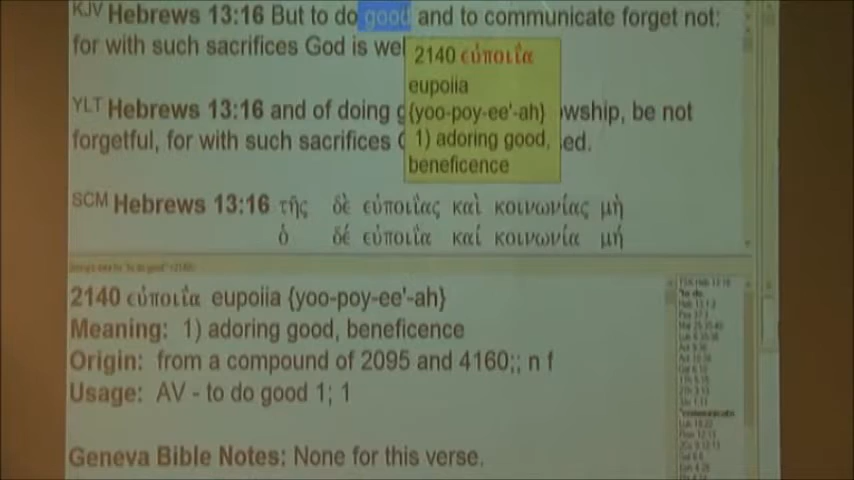 KJV Hebrews 13:16 But to do good and to communicate forget not:
for with such sacrifices God is wel
2140 εὐποιΐα
eupoiia
{yoo-poy-ee'-ah}
1) adoring good,
beneficence
YLT Hebrews 13:16 and of doing g wship, be not
forgetful, for with such sacrifices ed.
SCM Hebrews 13:16 τῆς δὲ εὐποιΐας καὶ κοινωνίας μὴ
ὁ δέ εὐποιΐα καί κοινωνία μή
2140 εὐποιΐα eupoiia {yoo-poy-ee'-ah}
Meaning: 1) adoring good, beneficence
Origin: from a compound of 2095 and 4160;; n f
Usage: AV - to do good 1; 1
Geneva Bible Notes: None for this verse.